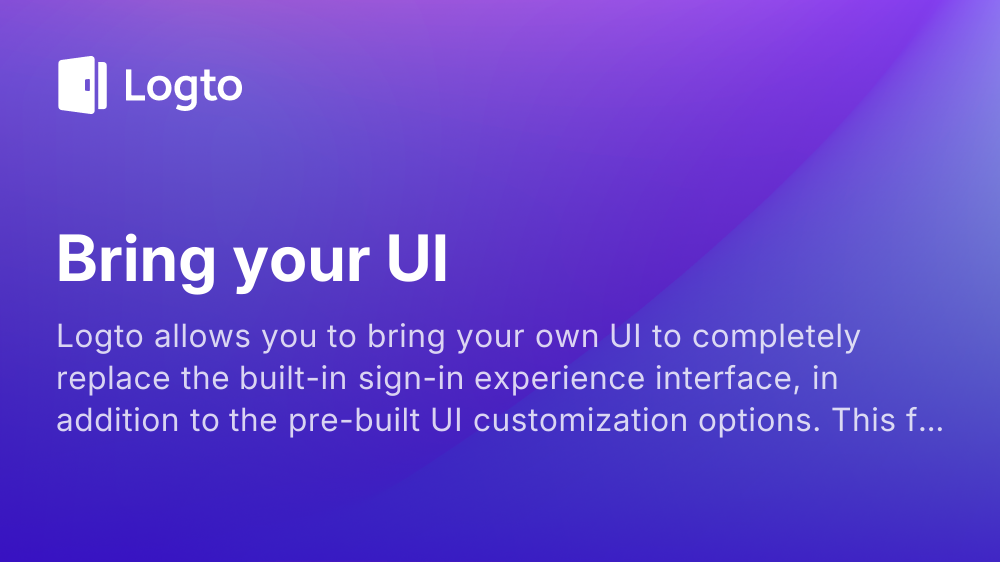 Logto
Bring your UI
Logto allows you to bring your own UI to completely
replace the built-in sign-in experience interface, in
addition to the pre-built UI customization options. This f...